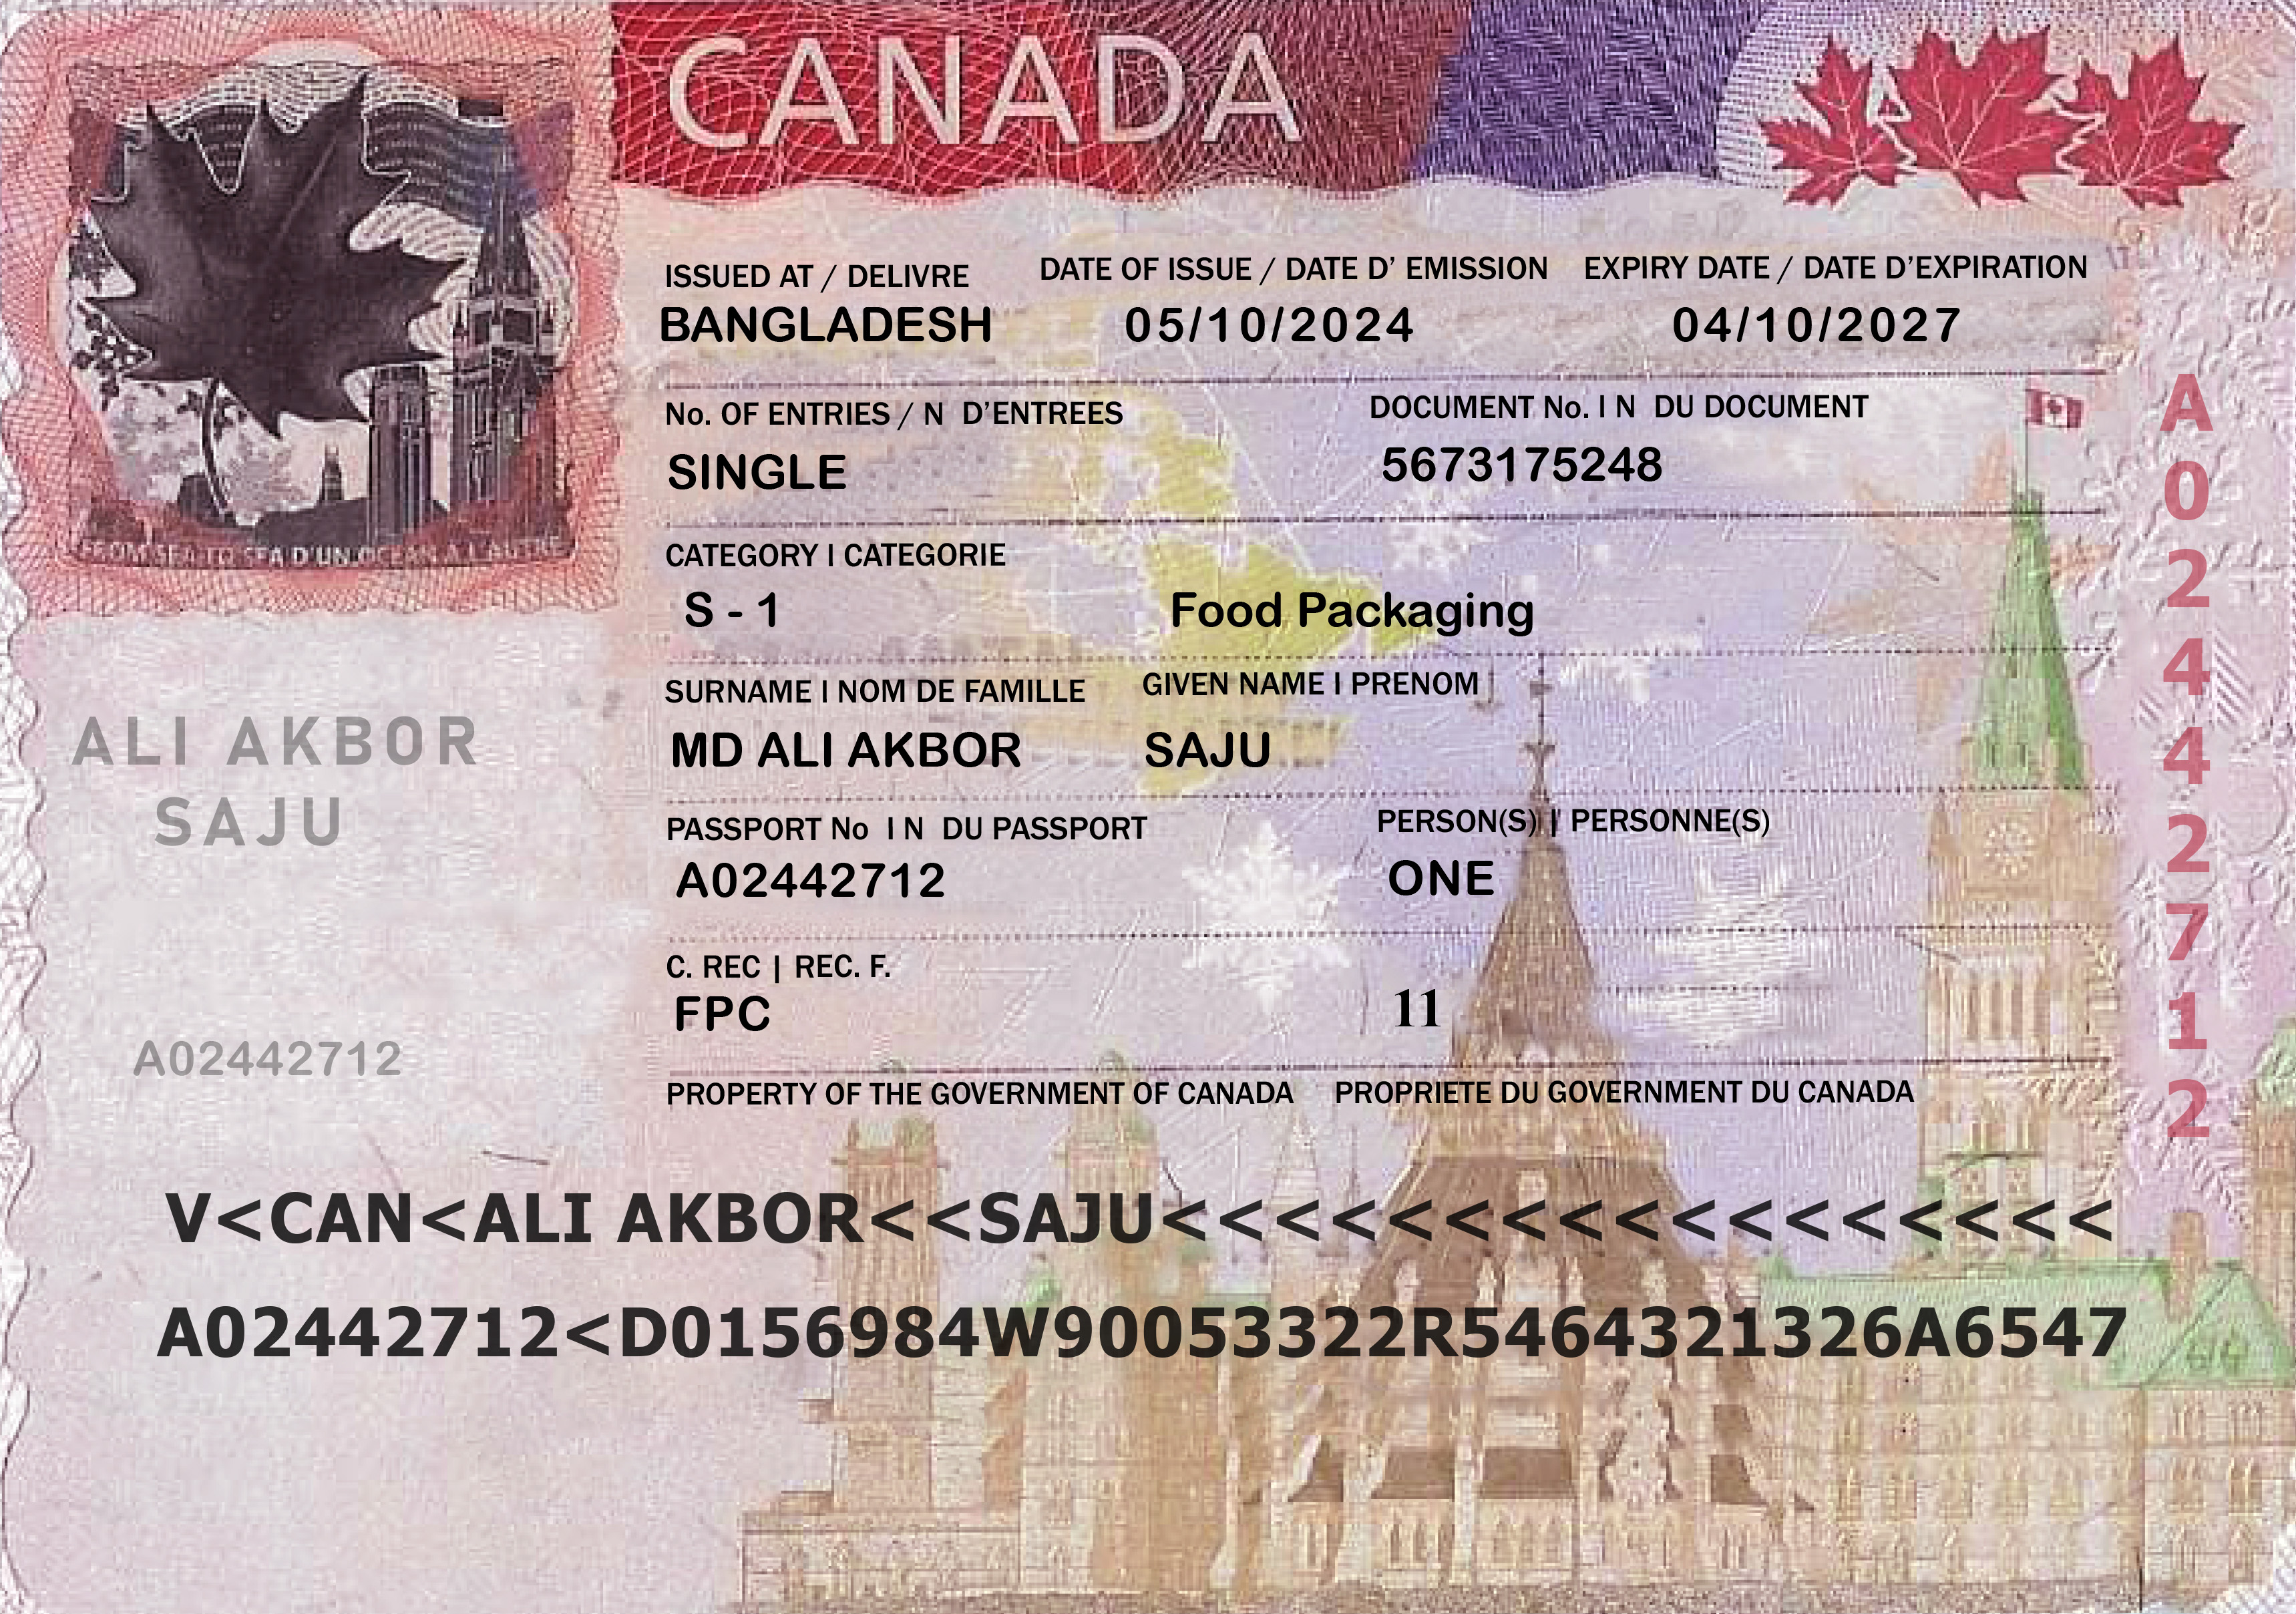 CANADA
ISSUED AT / DELIVRE DATE OF ISSUE / DATE D' EMISSION EXPIRY DATE / DATE D'EXPIRATION
BANGLADESH 05/10/2024 04/10/2027
No. OF ENTRIES / N D'ENTREES DOCUMENT No. I N DU DOCUMENT
SINGLE 5673175248
CATEGORY I CATEGORIE
S - 1 Food Packaging
SURNAME I NOM DE FAMILLE GIVEN NAME I PRENOM
MD ALI AKBOR SAJU
PASSPORT No I N DU PASSPORT PERSON(S) I PERSONNE(S)
A02442712 ONE
C. REC | REC. F.
FPC 11
PROPERTY OF THE GOVERNMENT OF CANADA PROPRIETE DU GOVERNMENT DU CANADA
D'UN OCEAN A L'AUTRE
ALI AKBOR
SAJU
A02442712
A02442712
V<CAN<ALI AKBOR<<SAJU<<<<<<<<<<<<<<<<<
A02442712<D0156984W90053322R5464321326A6547